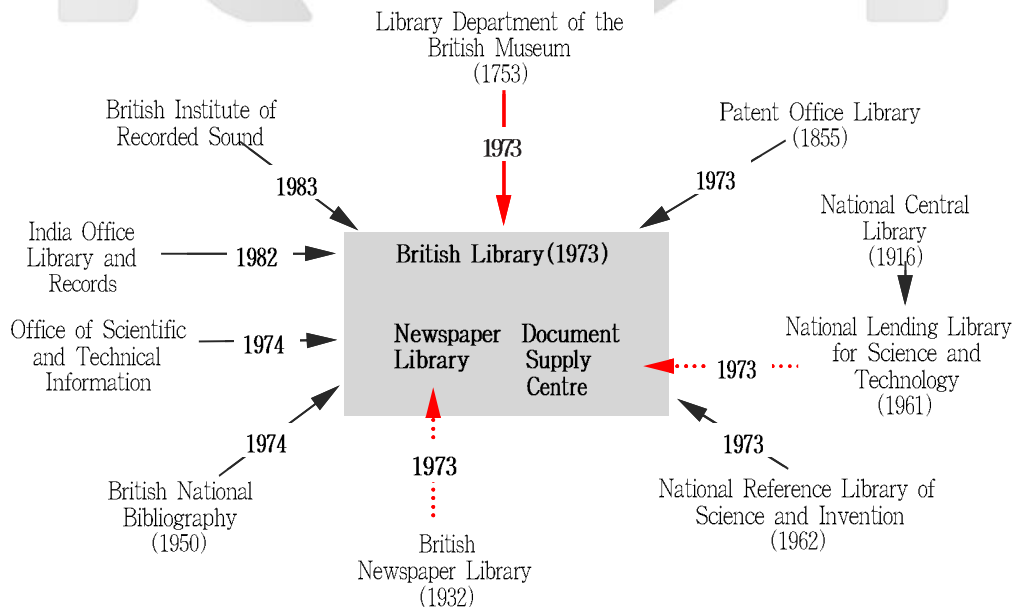 Library Department of the
British Museum
(1753)
1973
British Institute of
Recorded Sound
1983
Patent Office Library
(1855)
1973
National Central
Library
(1916)
India Office
Library and
Records
1982
British Library(1973)
Newspaper
Library
Document
Supply
Centre
Office of Scientific
and Technical
Information
1974
National Lending Library
for Science and
Technology
(1961)
1973
British National
Bibliography
(1950)
1974
1973
British
Newspaper Library
(1932)
1973
National Reference Library of
Science and Invention
(1962)